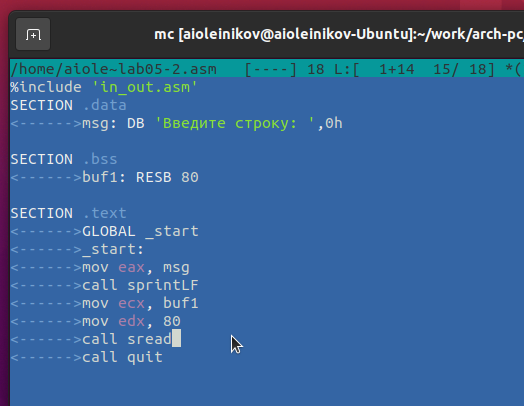 mc [aioleinikov@aioleinikov-Ubuntu]:~/work/arch-pc
/home/aiole~lab05-2.asm [----] 18 L:[ 1+14 15/ 18] *(
%include 'in_out.asm'
SECTION .data
<------>msg: DB 'Введите строку: ',0h
SECTION .bss
<------>buf1: RESB 80
SECTION .text
<------>GLOBAL _start
<------>_start:
<------>mov eax, msg
<------>call sprintLF
<------>mov ecx, buf1
<------>mov edx, 80
<------>call sread
<------>call quit